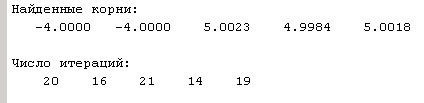 Найденные корни:
-4.0000 -4.0000 5.0023 4.9984 5.0018
Число итераций:
20 16 21 14 19